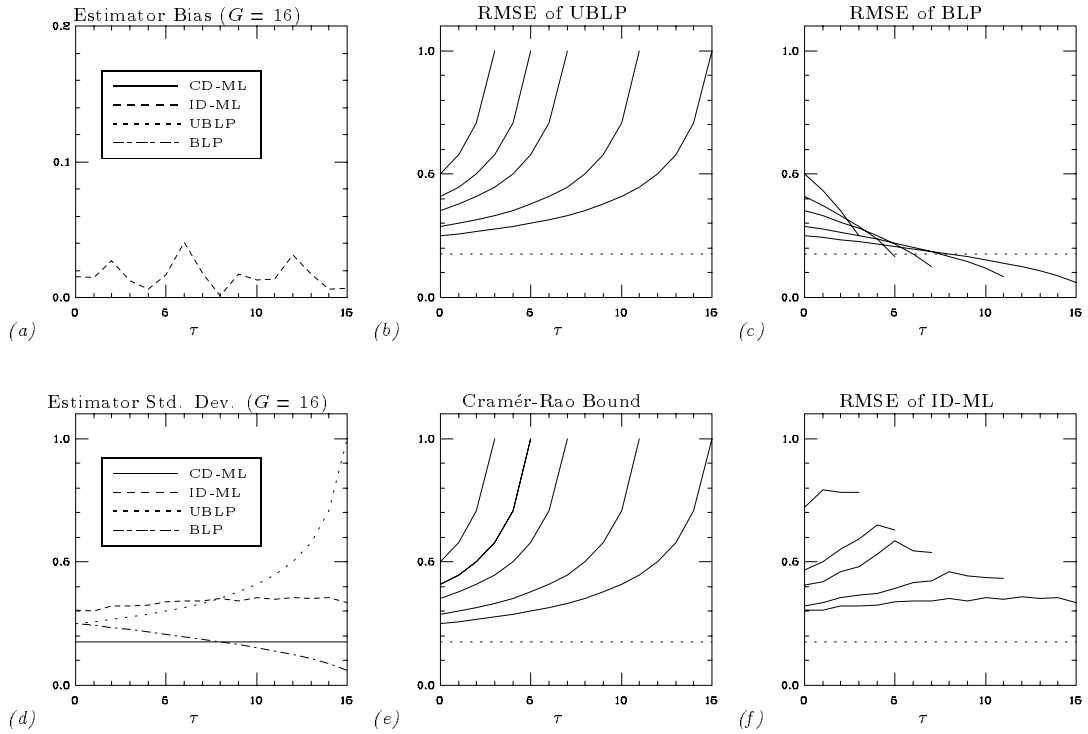 Estimator Bias (G = 16)
0.2
0.1
0.0
CD-ML
ID-ML
UBLP
BLP
0 5 10 15
τ
(a)
RMSE of UBLP
1.0
0.5
0.0
0 5 10 15
τ
(b)
RMSE of BLP
1.0
0.5
0.0
0 5 10 15
τ
(c)
Estimator Std. Dev. (G = 16)
1.0
0.5
0.0
CD-ML
ID-ML
UBLP
BLP
0 5 10 15
τ
(d)
Cramér-Rao Bound
1.0
0.5
0.0
0 5 10 15
τ
(e)
RMSE of ID-ML
1.0
0.5
0.0
0 5 10 15
τ
(f)